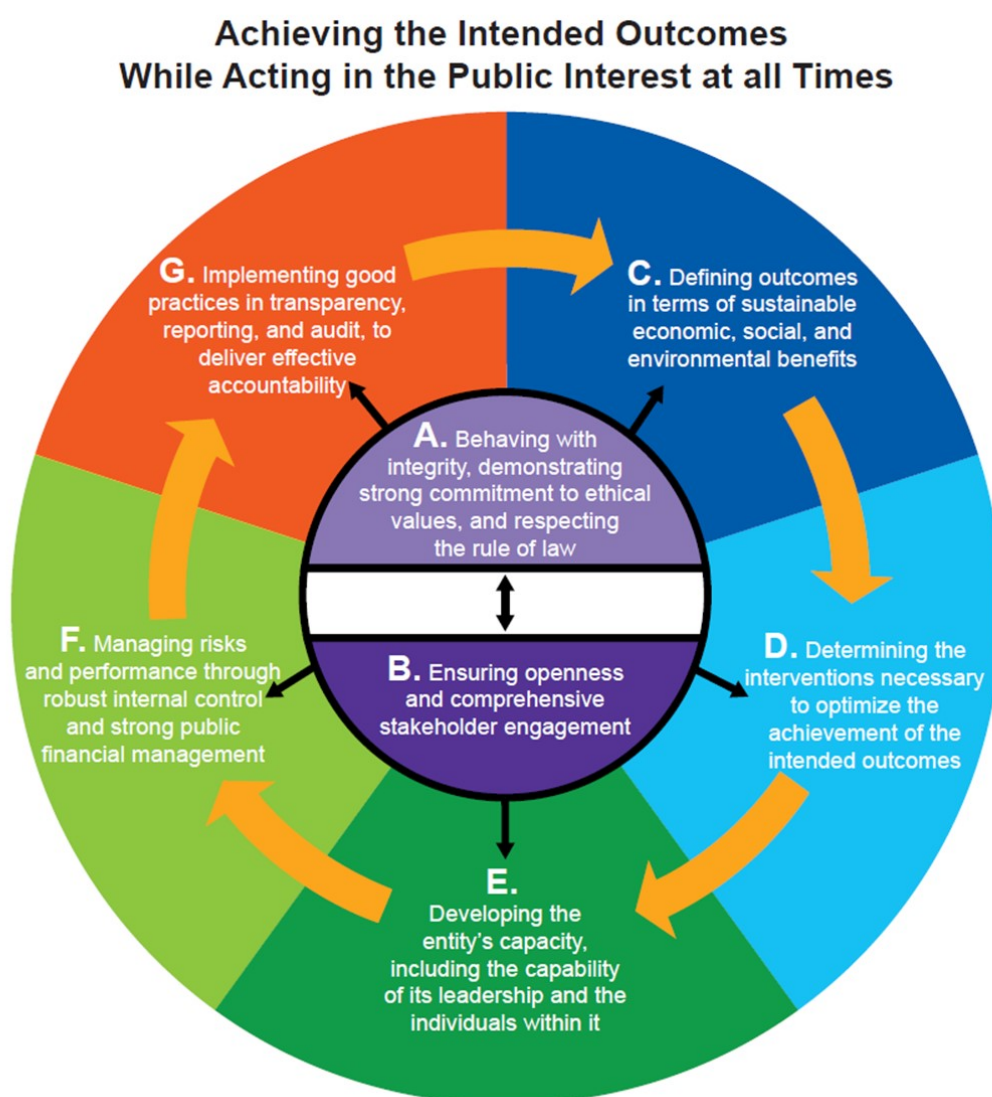 Achieving the Intended Outcomes
While Acting in the Public Interest at all Times
G. Implementing good
practices in transparency,
reporting, and audit, to
deliver effective
accountability
C. Defining outcomes
in terms of sustainable
economic, social, and
environmental benefits
A. Behaving with
integrity, demonstrating
strong commitment to ethical
values, and respecting
the rule of law
F. Managing risks
and performance through
robust internal control
and strong public
financial management
B. Ensuring openness
and comprehensive
stakeholder engagement
D. Determining the
interventions necessary
to optimize the
achievement of the
intended outcomes
E.
Developing the
entity's capacity,
including the capability
of its leadership and the
individuals within it